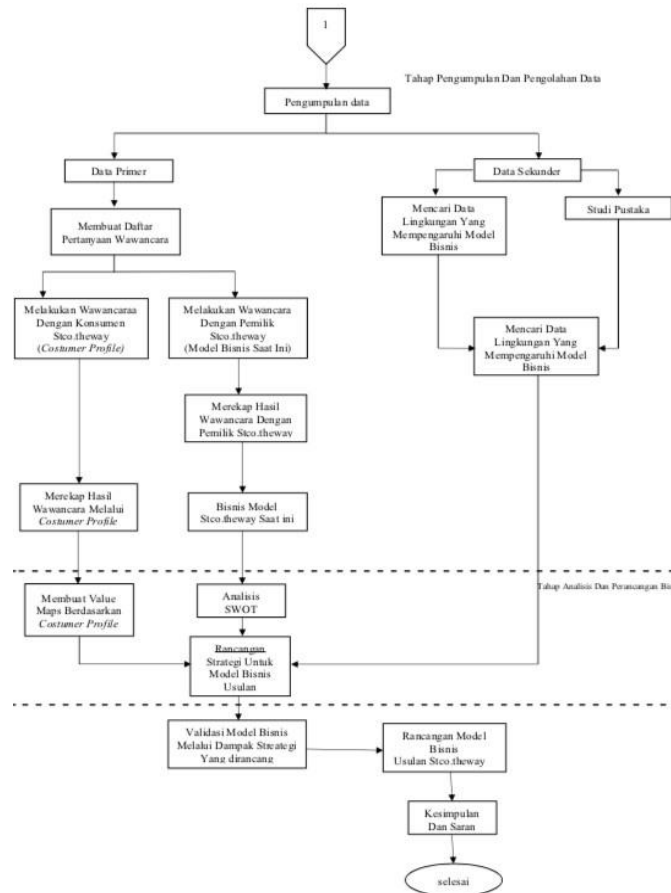 1
Tahap Pengumpulan Dan Pengolahan Data
Pengumpulan data
Data Primer
Data Sekunder
Membuat Daftar
Pertanyaan Wawancara
Mencari Data
Lingkungan Yang
Mempengaruhi Model
Bisnis
Studi Pustaka
Melakukan Wawancaraa
Dengan Konsumen
Stco.theway
(Costumer Profile)
Melakukan Wawancara
Dengan Pemilik
Stco.theway
(Model Bisnis Saat Ini)
Mencari Data
Lingkungan Yang
Mempengaruhi Model
Bisnis
Merekap Hasil
Wawancara Dengan
Pemilik Stco.theway
Merekap Hasil
Wawancara Melalui
Costumer Profile
Bisnis Model
Stco.theway Saat ini
Tahap Analisis Dan Perancangan Bis
Membuat Value
Maps Berdasarkan
Costumer Profile
Analisis
SWOT
Rancangan
Strategi Untuk
Model Bisnis
Usulan
Validasi Model Bisnis
Melalui Dampak Streategi
Yang dirancang
Rancangan Model
Bisnis
Usulan Stco.theway
Kesimpulan
Dan Saran
selesai